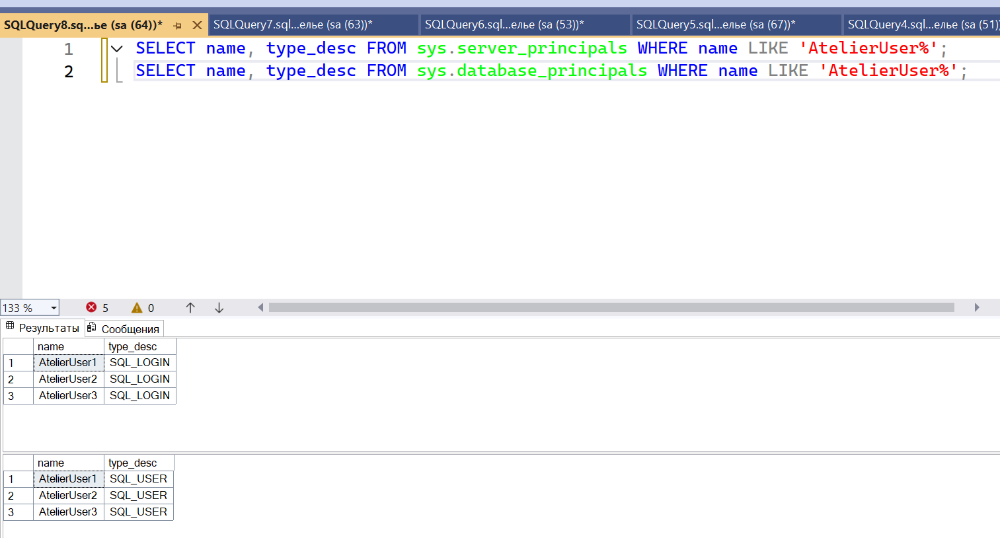 SQLQuery8.sq...ье (sa (64))* SQLQuery7.sql...елье (sa (63))* SQLQuery6.sql...елье (sa (53))* SQLQuery5.sql...елье (sa (67))* SQLQuery4.sql...елье (sa (51)
1 SELECT name, type_desc FROM sys.server_principals WHERE name LIKE 'AtelierUser%';
2 SELECT name, type_desc FROM sys.database_principals WHERE name LIKE 'AtelierUser%';
133 % 5 0
Результаты Сообщения
name type_desc
1 AtelierUser1 SQL_LOGIN
2 AtelierUser2 SQL_LOGIN
3 AtelierUser3 SQL_LOGIN
name type_desc
1 AtelierUser1 SQL_USER
2 AtelierUser2 SQL_USER
3 AtelierUser3 SQL_USER